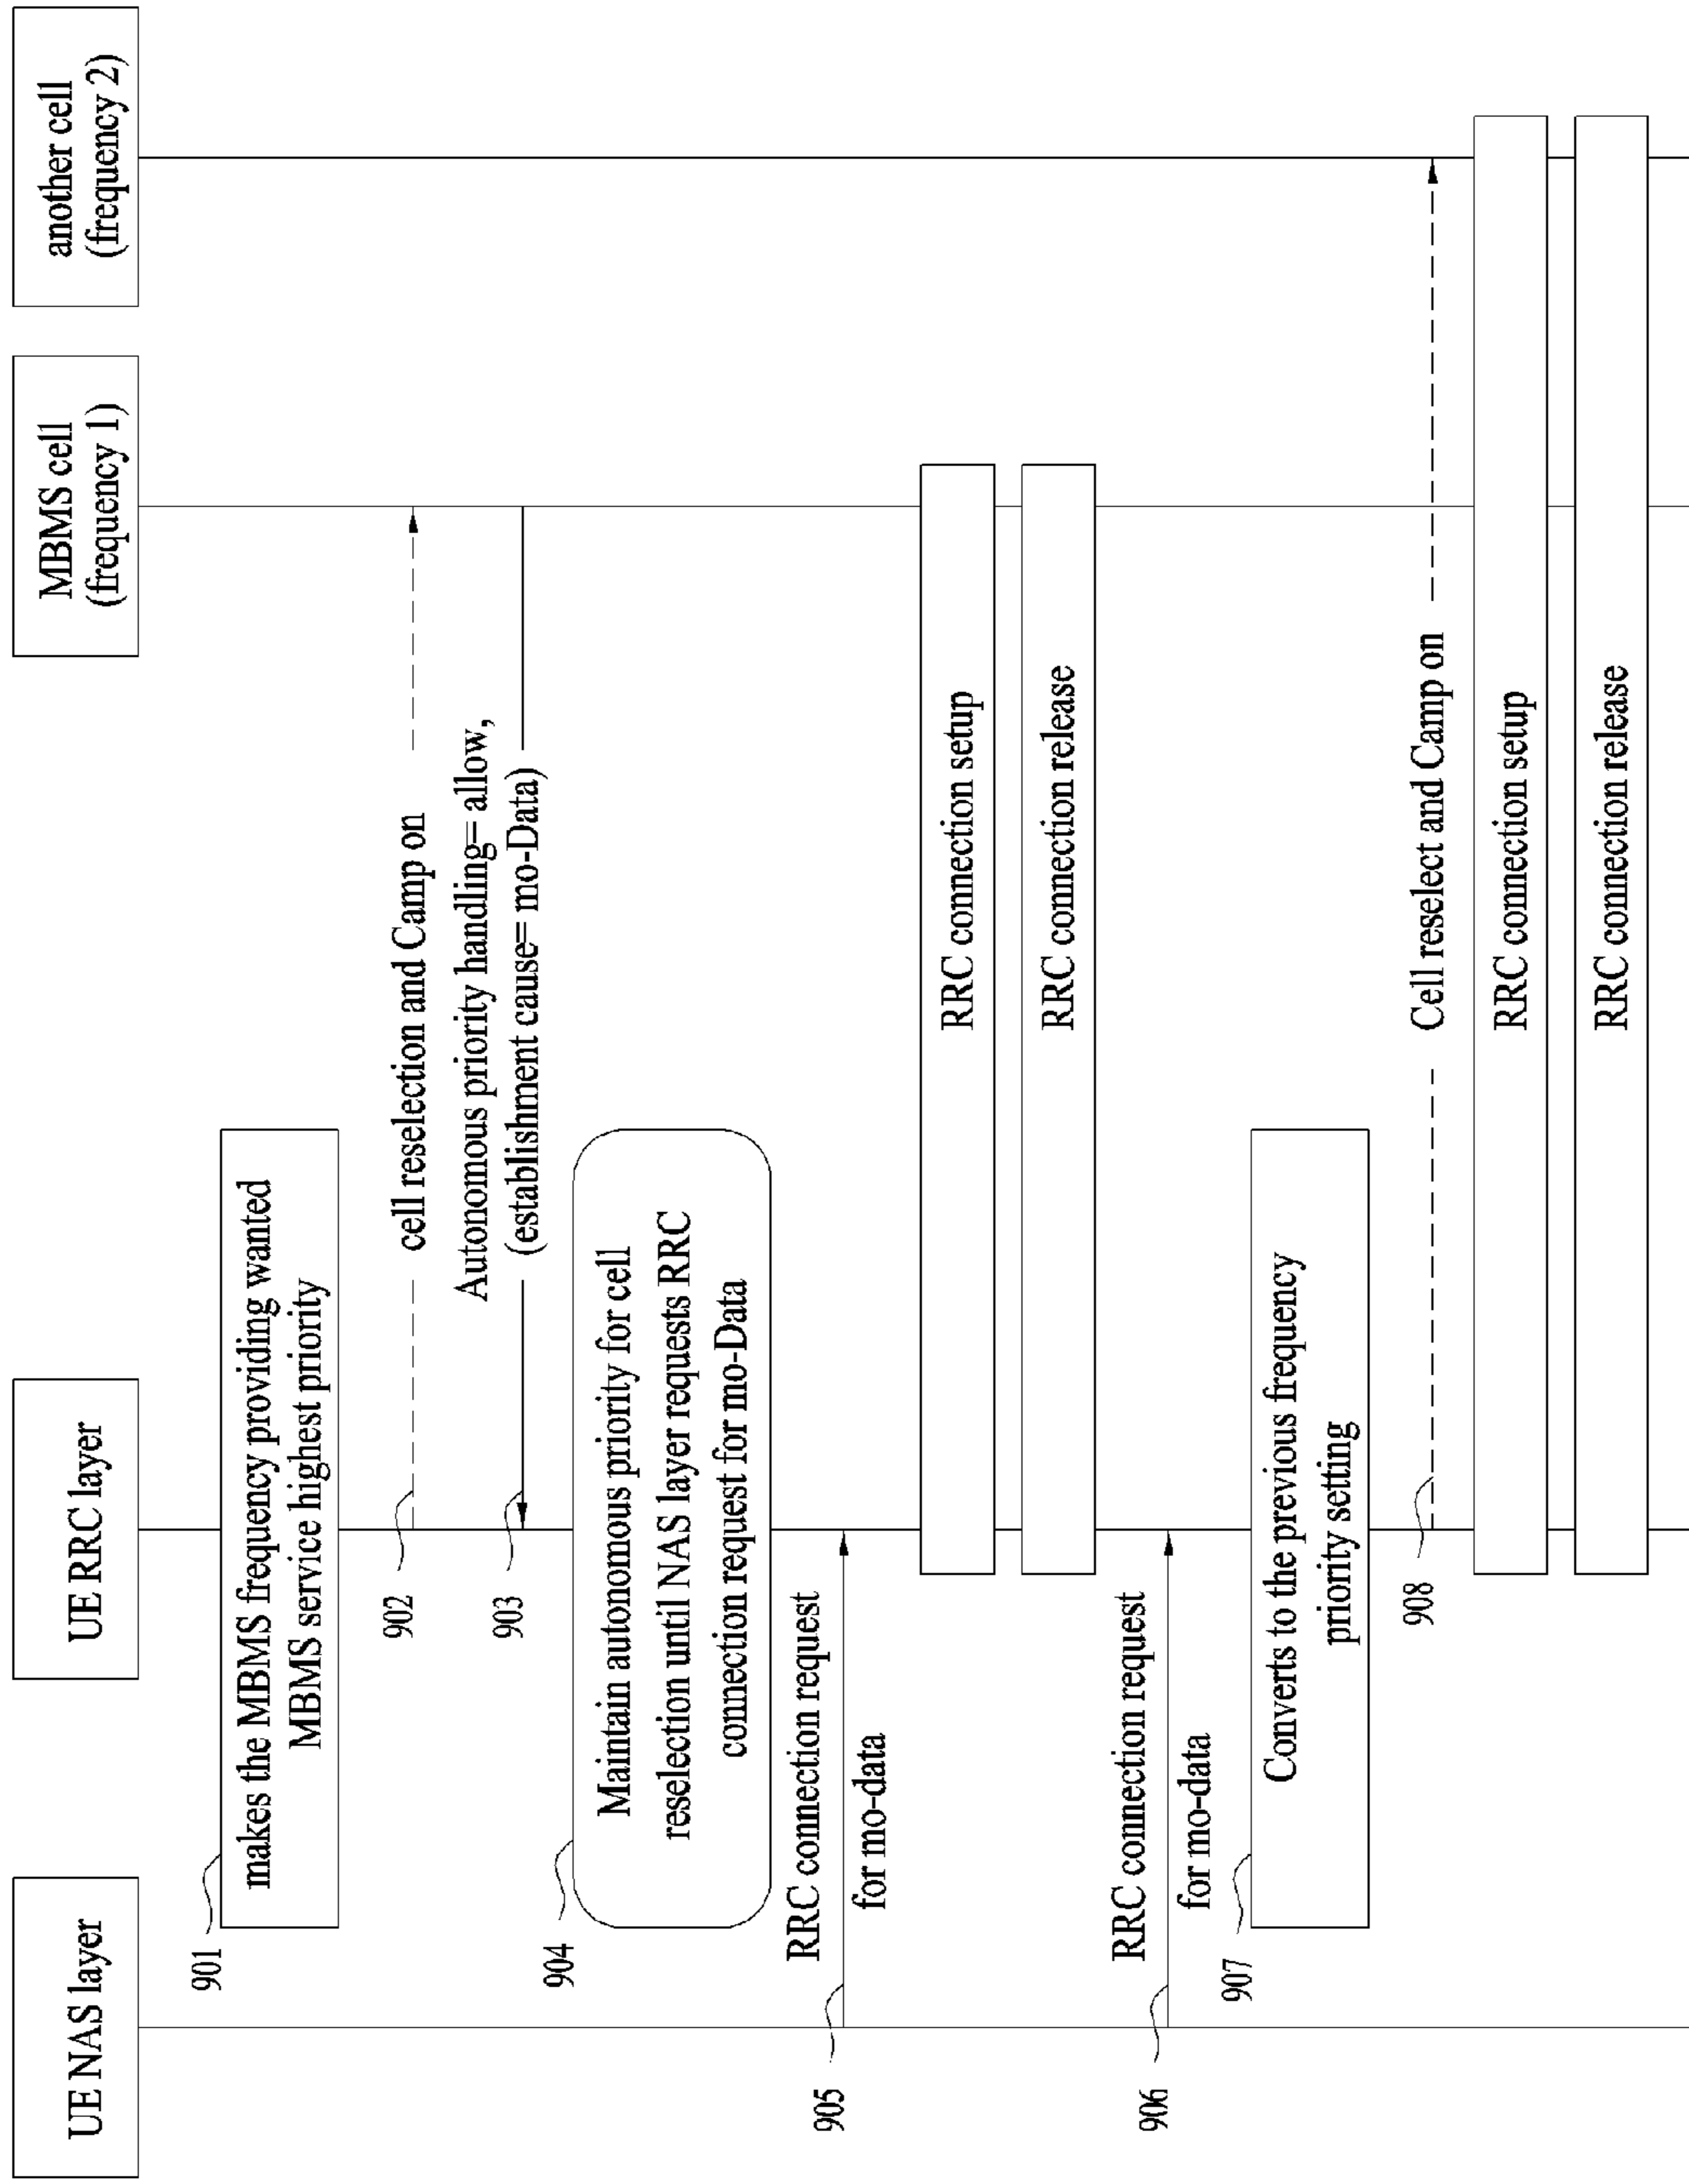 UE NAS layer
UE RRC layer
MBMS cell
(frequency 1)
another cell
(frequency 2)
901
makes the MBMS frequency providing wanted
MBMS service highest priority
902
cell reselection and Camp on
903
Autonomous priority handling= allow,
(establishment cause= mo-Data)
904
Maintain autonomous priority for cell
reselection until NAS layer requests RRC
connection request for mo-Data
905
RRC connection request
for mo-data
RRC connection setup
RRC connection release
906
RRC connection request
for mo-data
907
Converts to the previous frequency
priority setting
908
Cell reselect and Camp on
RRC connection setup
RRC connection release